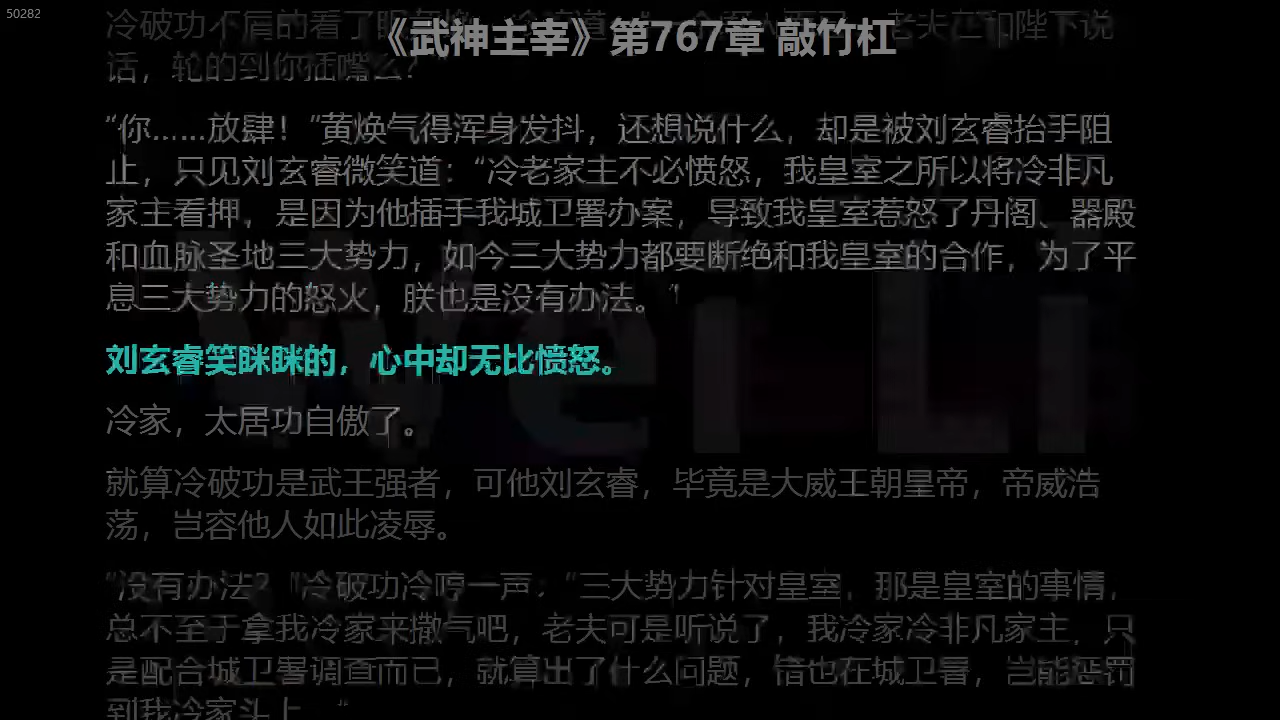 50282
《武神主宰》第767章 敲竹杠
冷破功不屑的看了眼
老夫在和陛下说
话，轮的到你插嘴么？”
“你……放肆！”黄焕气得浑身发抖，还想说什么，却是被刘玄睿抬手阻
止，只见刘玄睿微笑道：“冷老家主不必愤怒，我皇室之所以将冷非凡
家主看押，是因为他插手我城卫署办案，导致我皇室惹怒了丹阁、器殿
和血脉圣地三大势力，如今三大势力都要断绝和我皇室的合作，为了平
息三大势力的怒火，朕也是没有办法。”
刘玄睿笑眯眯的，心中却无比愤怒。
冷家，太居功自傲了。
就算冷破功是武王强者，可他刘玄睿，毕竟是大威王朝皇帝，帝威浩
荡，岂容他人如此凌辱。
“没有办法？”冷破功冷哼一声：“三大势力针对皇室，那是皇室的事情，
总不至于拿我冷家来撒气吧，老夫可是听说了，我冷家冷非凡家主，只
是配合城卫署调查而已，就算出了什么问题，错也在城卫署，岂能惩罚
到我冷家头上。”
Wei Li